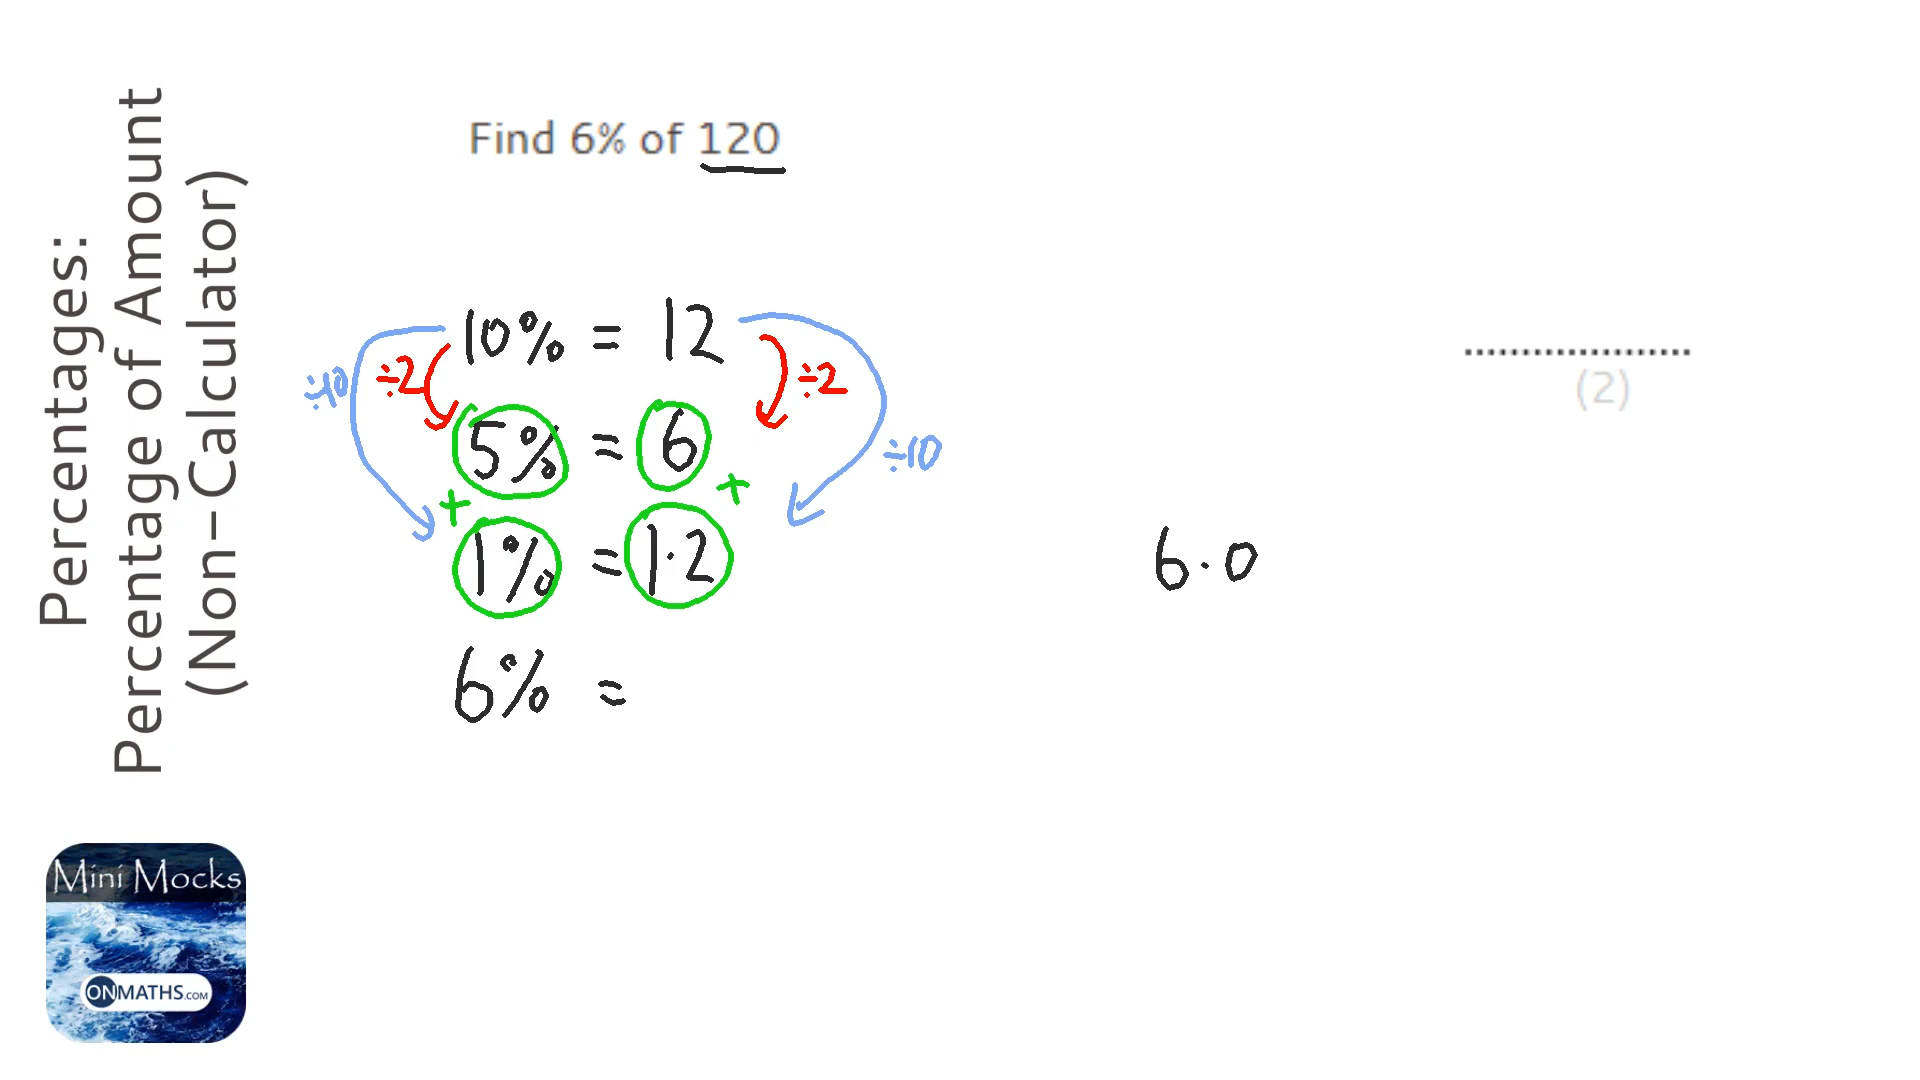 Percentages:
Percentage of Amount
(Non-Calculator)
Find 6% of 120
10% = 12
÷10 ÷2 ÷2
5% = 6
÷10
+ +
1% = 1·2
6·0
6% =
(2)
Mini Mocks
ONMATHS.COM